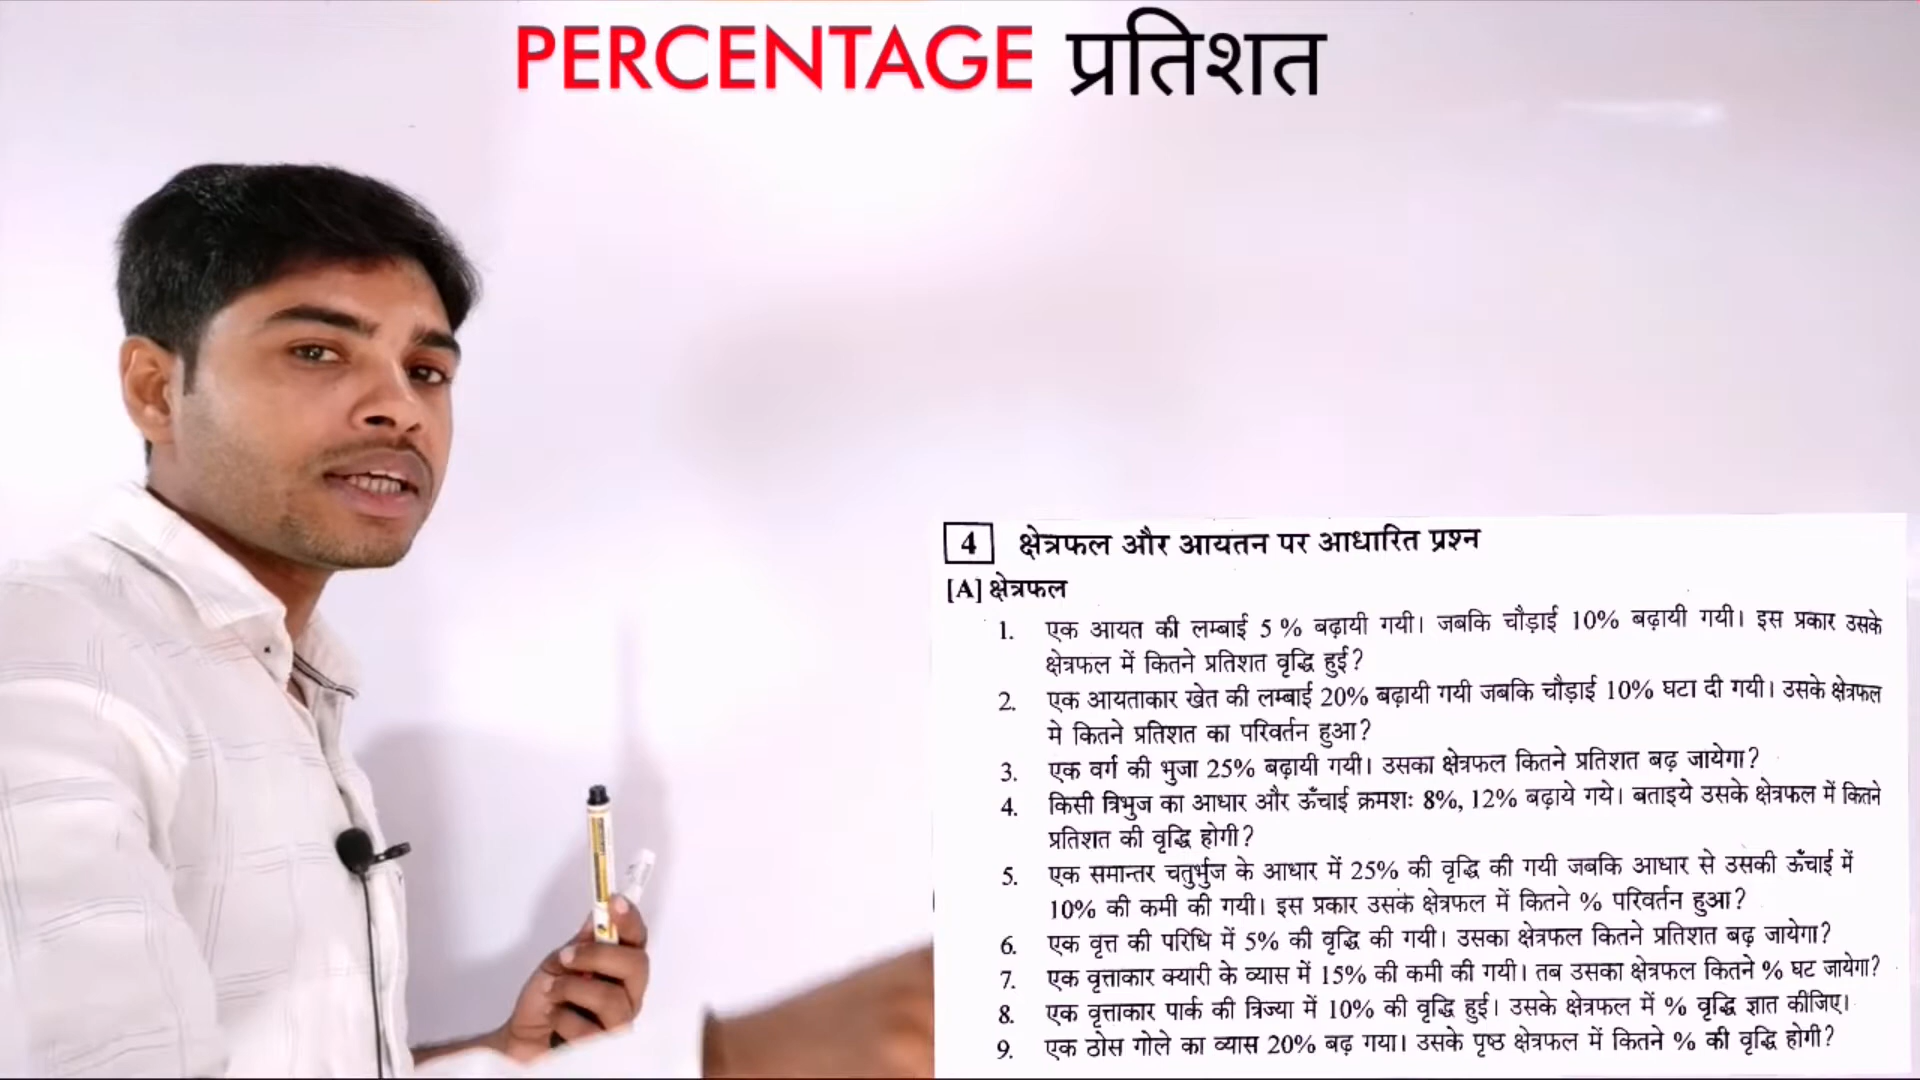 PERCENTAGE प्रतिशत
4 क्षेत्रफल और आयतन पर आधारित प्रश्न
[A] क्षेत्रफल
1. एक आयत की लम्बाई 5 % बढ़ायी गयी। जबकि चौड़ाई 10% बढ़ायी गयी। इस प्रकार उसके
क्षेत्रफल में कितने प्रतिशत वृद्धि हुई?
2. एक आयताकार खेत की लम्बाई 20% बढ़ायी गयी जबकि चौड़ाई 10% घटा दी गयी। उसके क्षेत्रफल
मे कितने प्रतिशत का परिवर्तन हुआ?
3. एक वर्ग की भुजा 25% बढ़ायी गयी। उसका क्षेत्रफल कितने प्रतिशत बढ़ जायेगा?
4. किसी त्रिभुज का आधार और ऊँचाई क्रमशः 8%, 12% बढ़ाये गये। बताइये उसके क्षेत्रफल में कितने
प्रतिशत की वृद्धि होगी?
5. एक समान्तर चतुर्भुज के आधार में 25% की वृद्धि की गयी जबकि आधार से उसकी ऊँचाई में
10% की कमी की गयी। इस प्रकार उसके क्षेत्रफल में कितने % परिवर्तन हुआ?
6. एक वृत्त की परिधि में 5% की वृद्धि की गयी। उसका क्षेत्रफल कितने प्रतिशत बढ़ जायेगा?
7. एक वृत्ताकार क्यारी के व्यास में 15% की कमी की गयी। तब उसका क्षेत्रफल कितने % घट जायेगा?
8. एक वृत्ताकार पार्क की त्रिज्या में 10% की वृद्धि हुई। उसके क्षेत्रफल में % वृद्धि ज्ञात कीजिए।
9. एक ठोस गोले का व्यास 20% बढ़ गया। उसके पृष्ठ क्षेत्रफल में कितने % की वृद्धि होगी?